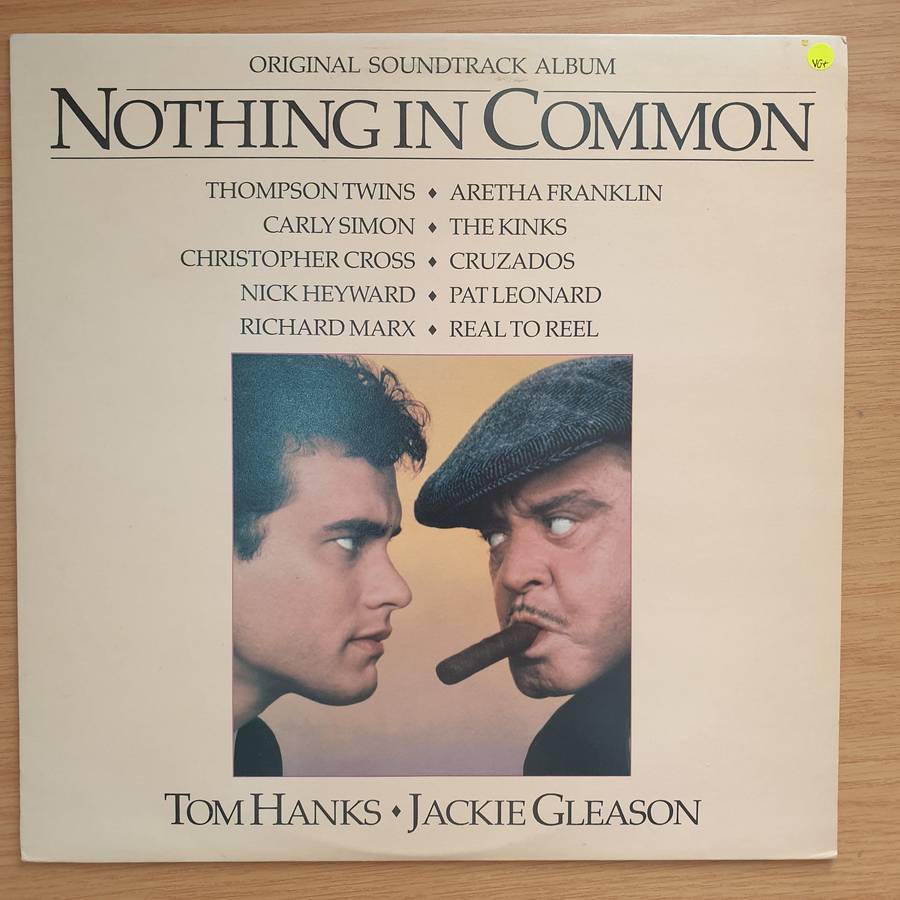 ORIGINAL SOUNDTRACK ALBUM
VG+
NOTHING IN COMMON
THOMPSON TWINS ♦ ARETHA FRANKLIN
CARLY SIMON ♦ THE KINKS
CHRISTOPHER CROSS ♦ CRUZADOS
NICK HEYWARD ♦ PAT LEONARD
RICHARD MARX ♦ REAL TO REEL
TOM HANKS ♦ JACKIE GLEASON